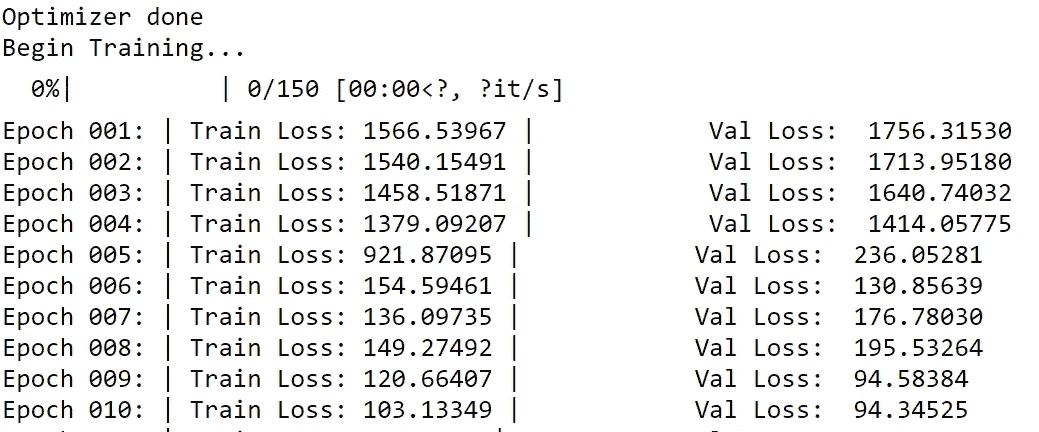 Optimizer done
Begin Training...
0%| | 0/150 [00:00<?, ?it/s]
Epoch 001: | Train Loss: 1566.53967 | Val Loss: 1756.31530
Epoch 002: | Train Loss: 1540.15491 | Val Loss: 1713.95180
Epoch 003: | Train Loss: 1458.51871 | Val Loss: 1640.74032
Epoch 004: | Train Loss: 1379.09207 | Val Loss: 1414.05775
Epoch 005: | Train Loss: 921.87095 | Val Loss: 236.05281
Epoch 006: | Train Loss: 154.59461 | Val Loss: 130.85639
Epoch 007: | Train Loss: 136.09735 | Val Loss: 176.78030
Epoch 008: | Train Loss: 149.27492 | Val Loss: 195.53264
Epoch 009: | Train Loss: 120.66407 | Val Loss: 94.58384
Epoch 010: | Train Loss: 103.13349 | Val Loss: 94.34525